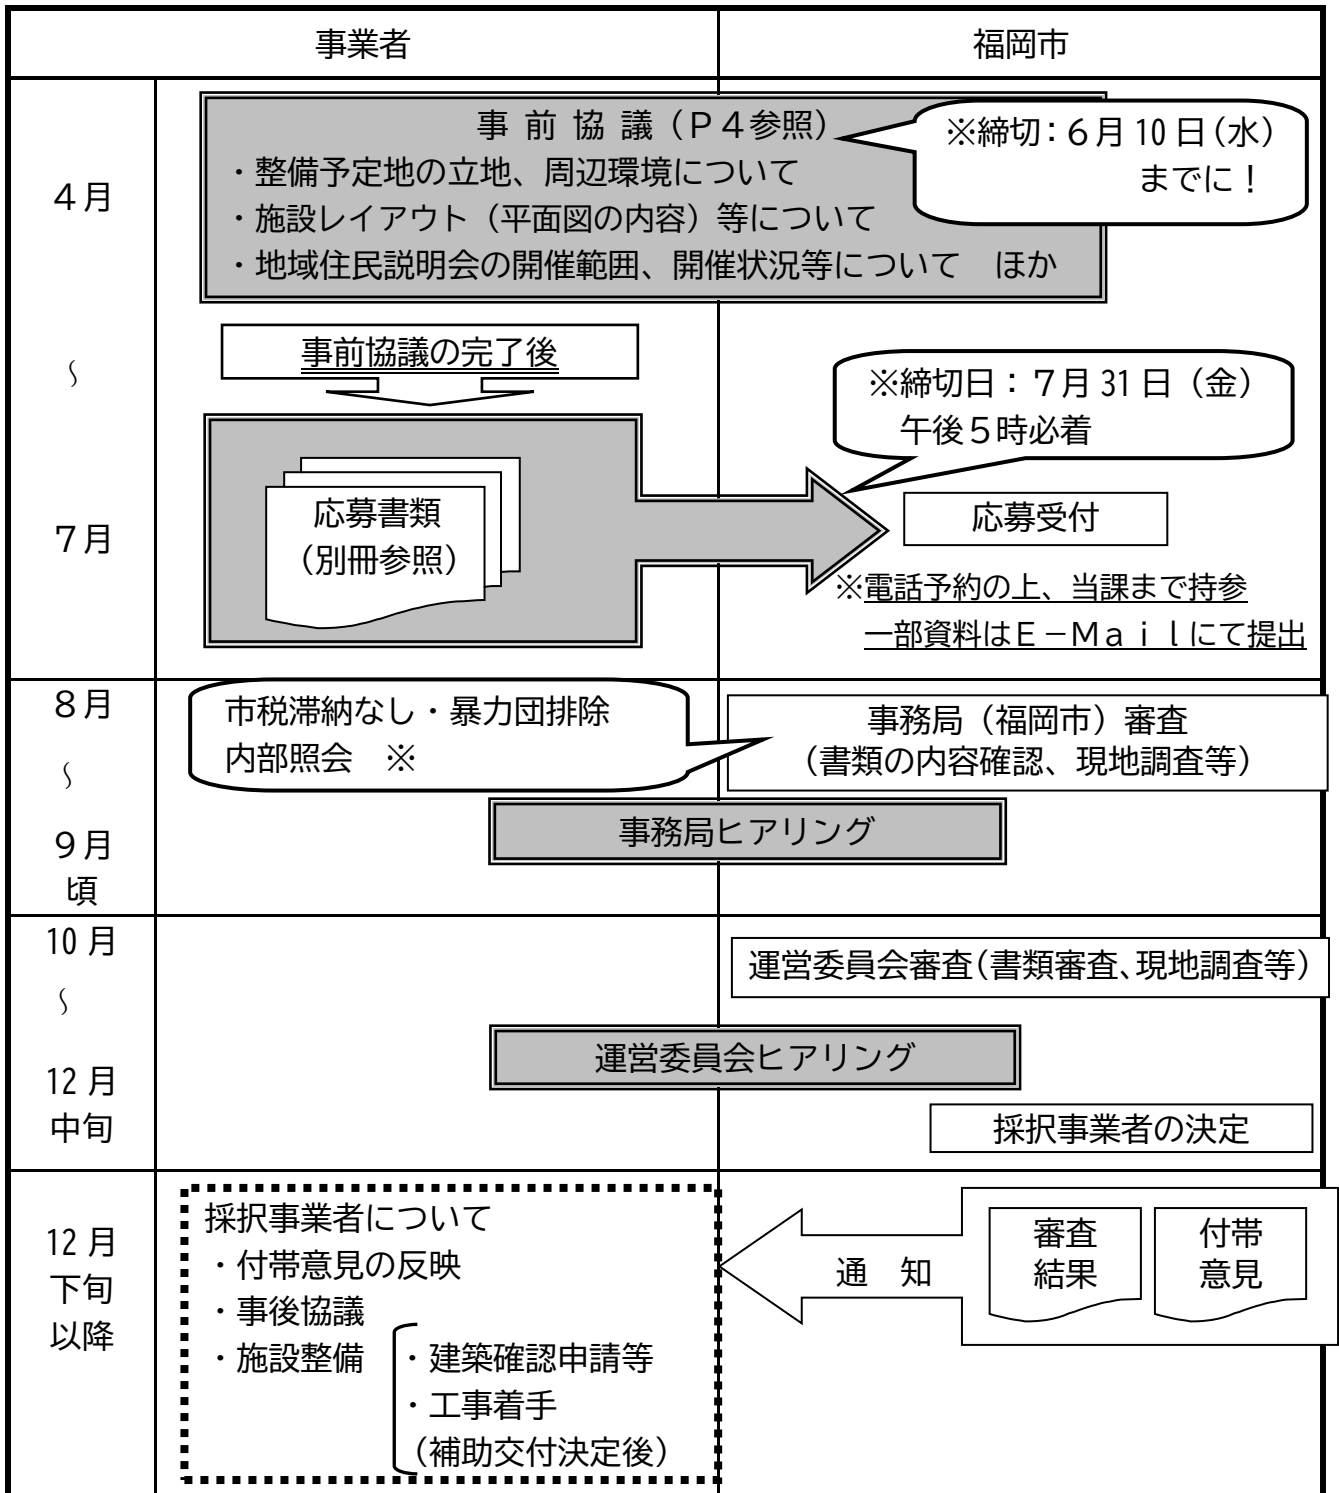 事業者
福岡市
４月
～
７月
事 前 協 議（Ｐ４参照）
・整備予定地の立地、周辺環境について
・施設レイアウト（平面図の内容）等について
・地域住民説明会の開催範囲、開催状況等について　ほか
※締切：６月 10 日（水）
までに！
事前協議の完了後
応募書類
（別冊参照）
※締切日：７月 31 日（金）
午後５時必着
応募受付
※電話予約の上、当課まで持参
一部資料はＥ－Ｍａｉｌにて提出
８月
～
９月
頃
市税滞納なし・暴力団排除
内部照会　※
事務局（福岡市）審査
（書類の内容確認、現地調査等）
事務局ヒアリング
10 月
～
12 月
中旬
運営委員会審査（書類審査、現地調査等）
運営委員会ヒアリング
採択事業者の決定
12 月
下旬
以降
採択事業者について
・付帯意見の反映
・事後協議
・施設整備
・建築確認申請等
・工事着手
（補助交付決定後）
通　知
審査
結果
付帯
意見